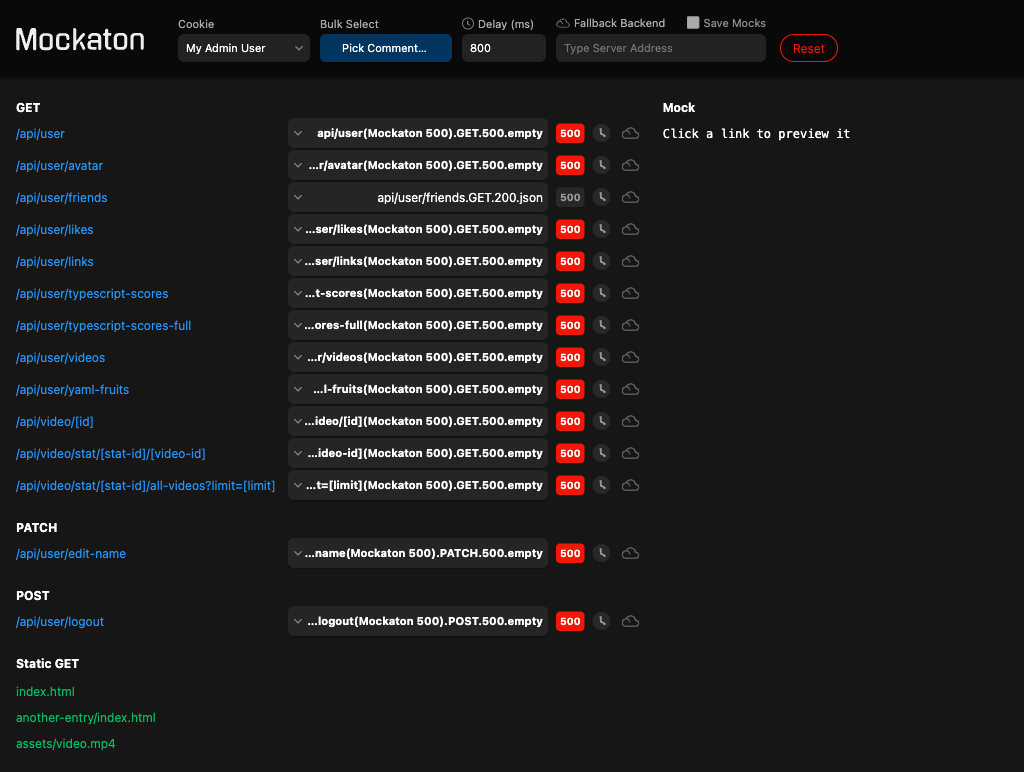 Mockaton
Cookie
My Admin User
Bulk Select
Pick Comment…
Delay (ms)
800
Fallback Backend
Save Mocks
Type Server Address
Reset
GET
/api/user api/user(Mockaton 500).GET.500.empty 500
/api/user/avatar …r/avatar(Mockaton 500).GET.500.empty 500
/api/user/friends api/user/friends.GET.200.json 500
/api/user/likes …ser/likes(Mockaton 500).GET.500.empty 500
/api/user/links …ser/links(Mockaton 500).GET.500.empty 500
/api/user/typescript-scores …t-scores(Mockaton 500).GET.500.empty 500
/api/user/typescript-scores-full …ores-full(Mockaton 500).GET.500.empty 500
/api/user/videos …r/videos(Mockaton 500).GET.500.empty 500
/api/user/yaml-fruits …l-fruits(Mockaton 500).GET.500.empty 500
/api/video/[id] …ideo/[id](Mockaton 500).GET.500.empty 500
/api/video/stat/[stat-id]/[video-id] …ideo-id](Mockaton 500).GET.500.empty 500
/api/video/stat/[stat-id]/all-videos?limit=[limit] …t=[limit](Mockaton 500).GET.500.empty 500
PATCH
/api/user/edit-name …name(Mockaton 500).PATCH.500.empty 500
POST
/api/user/logout …logout(Mockaton 500).POST.500.empty 500
Static GET
index.html
another-entry/index.html
assets/video.mp4
Mock
Click a link to preview it